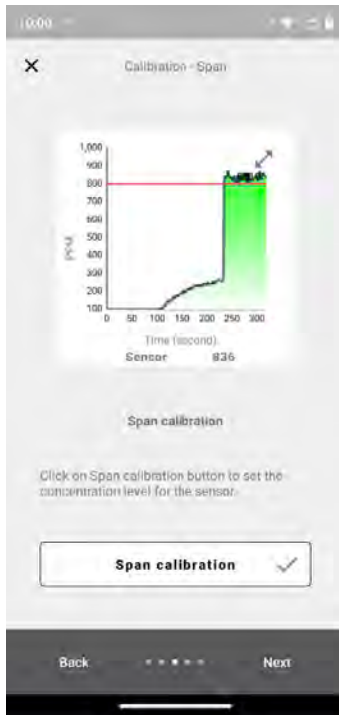 10:00
Calibration - Span
1,000
900
800
700
600
500
400
300
200
100
PPM
0 50 100 150 200 250 300
Time (second)
Sensor 836
Span calibration
Click on Span calibration button to set the
concentration level for the sensor.
Span calibration
Back Next